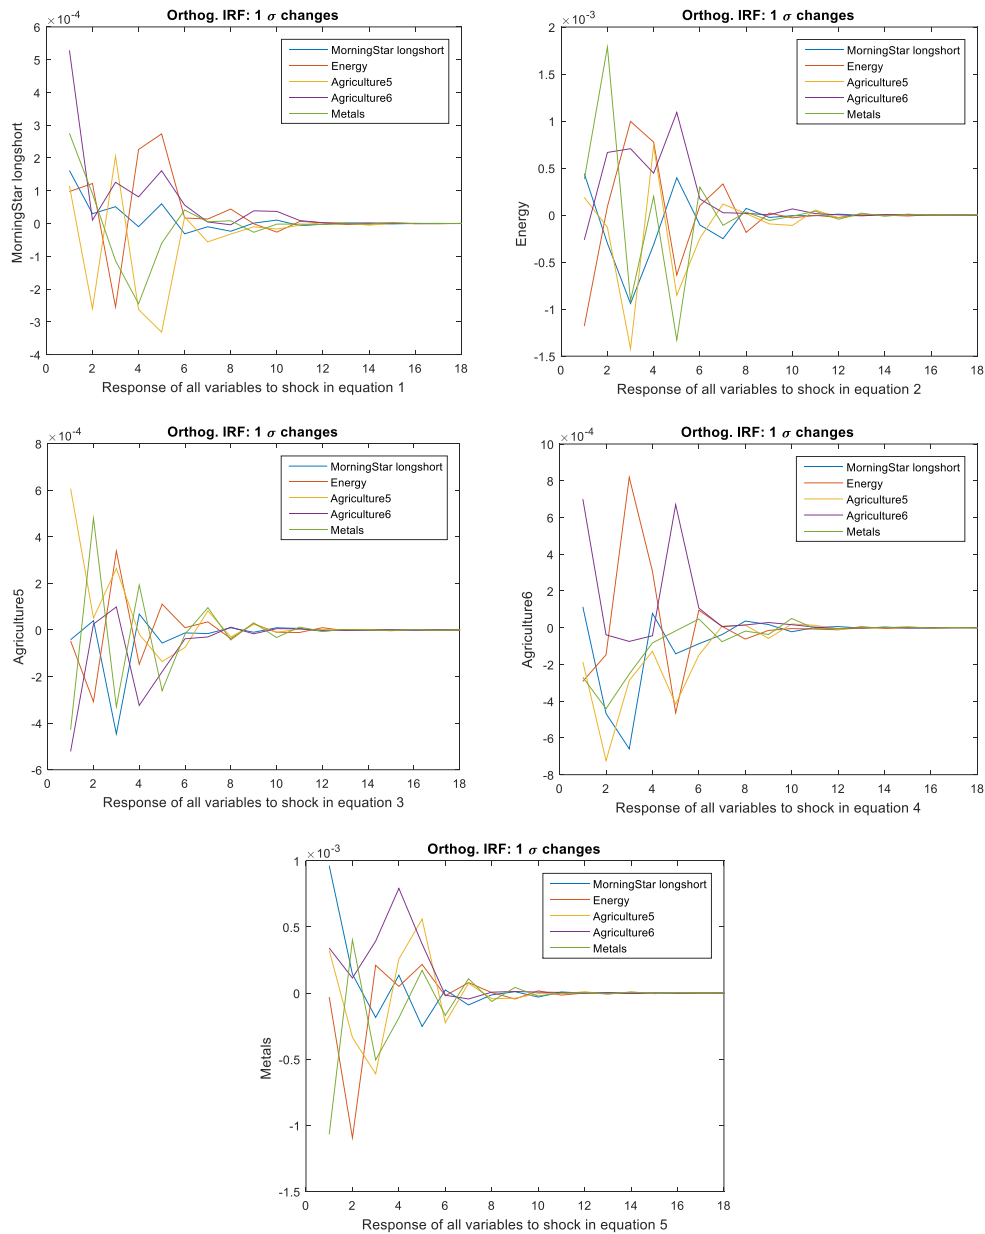 Orthog. IRF: 1 σ changes
×10-4
MorningStar longshort
6
5
4
3
2
1
0
-1
-2
-3
-4
MorningStar longshort
Energy
Agriculture5
Agriculture6
Metals
0 2 4 6 8 10 12 14 16 18
Response of all variables to shock in equation 1
Orthog. IRF: 1 σ changes
×10-3
Energy
2
1.5
1
0.5
0
-0.5
-1
-1.5
MorningStar longshort
Energy
Agriculture5
Agriculture6
Metals
0 2 4 6 8 10 12 14 16 18
Response of all variables to shock in equation 2
Orthog. IRF: 1 σ changes
×10-4
Agriculture5
8
6
4
2
0
-2
-4
-6
MorningStar longshort
Energy
Agriculture5
Agriculture6
Metals
0 2 4 6 8 10 12 14 16 18
Response of all variables to shock in equation 3
Orthog. IRF: 1 σ changes
×10-4
Agriculture6
10
8
6
4
2
0
-2
-4
-6
-8
MorningStar longshort
Energy
Agriculture5
Agriculture6
Metals
0 2 4 6 8 10 12 14 16 18
Response of all variables to shock in equation 4
Orthog. IRF: 1 σ changes
×10-3
Metals
1
0.5
0
-0.5
-1
-1.5
MorningStar longshort
Energy
Agriculture5
Agriculture6
Metals
0 2 4 6 8 10 12 14 16 18
Response of all variables to shock in equation 5